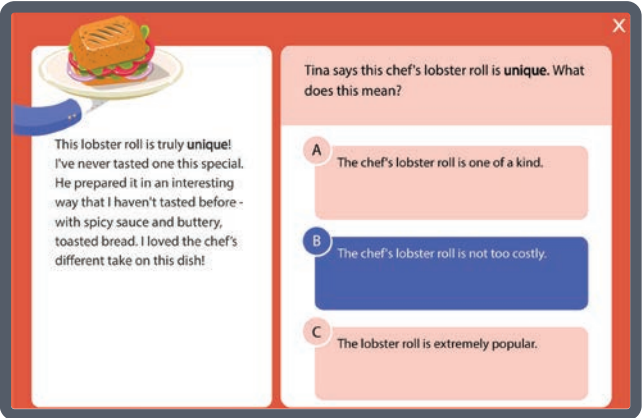 X
This lobster roll is truly unique!
I've never tasted one this special.
He prepared it in an interesting
way that I haven't tasted before -
with spicy sauce and buttery,
toasted bread. I loved the chef's
different take on this dish!
Tina says this chef's lobster roll is unique. What
does this mean?
A
The chef's lobster roll is one of a kind.
B
The chef's lobster roll is not too costly.
C
The lobster roll is extremely popular.